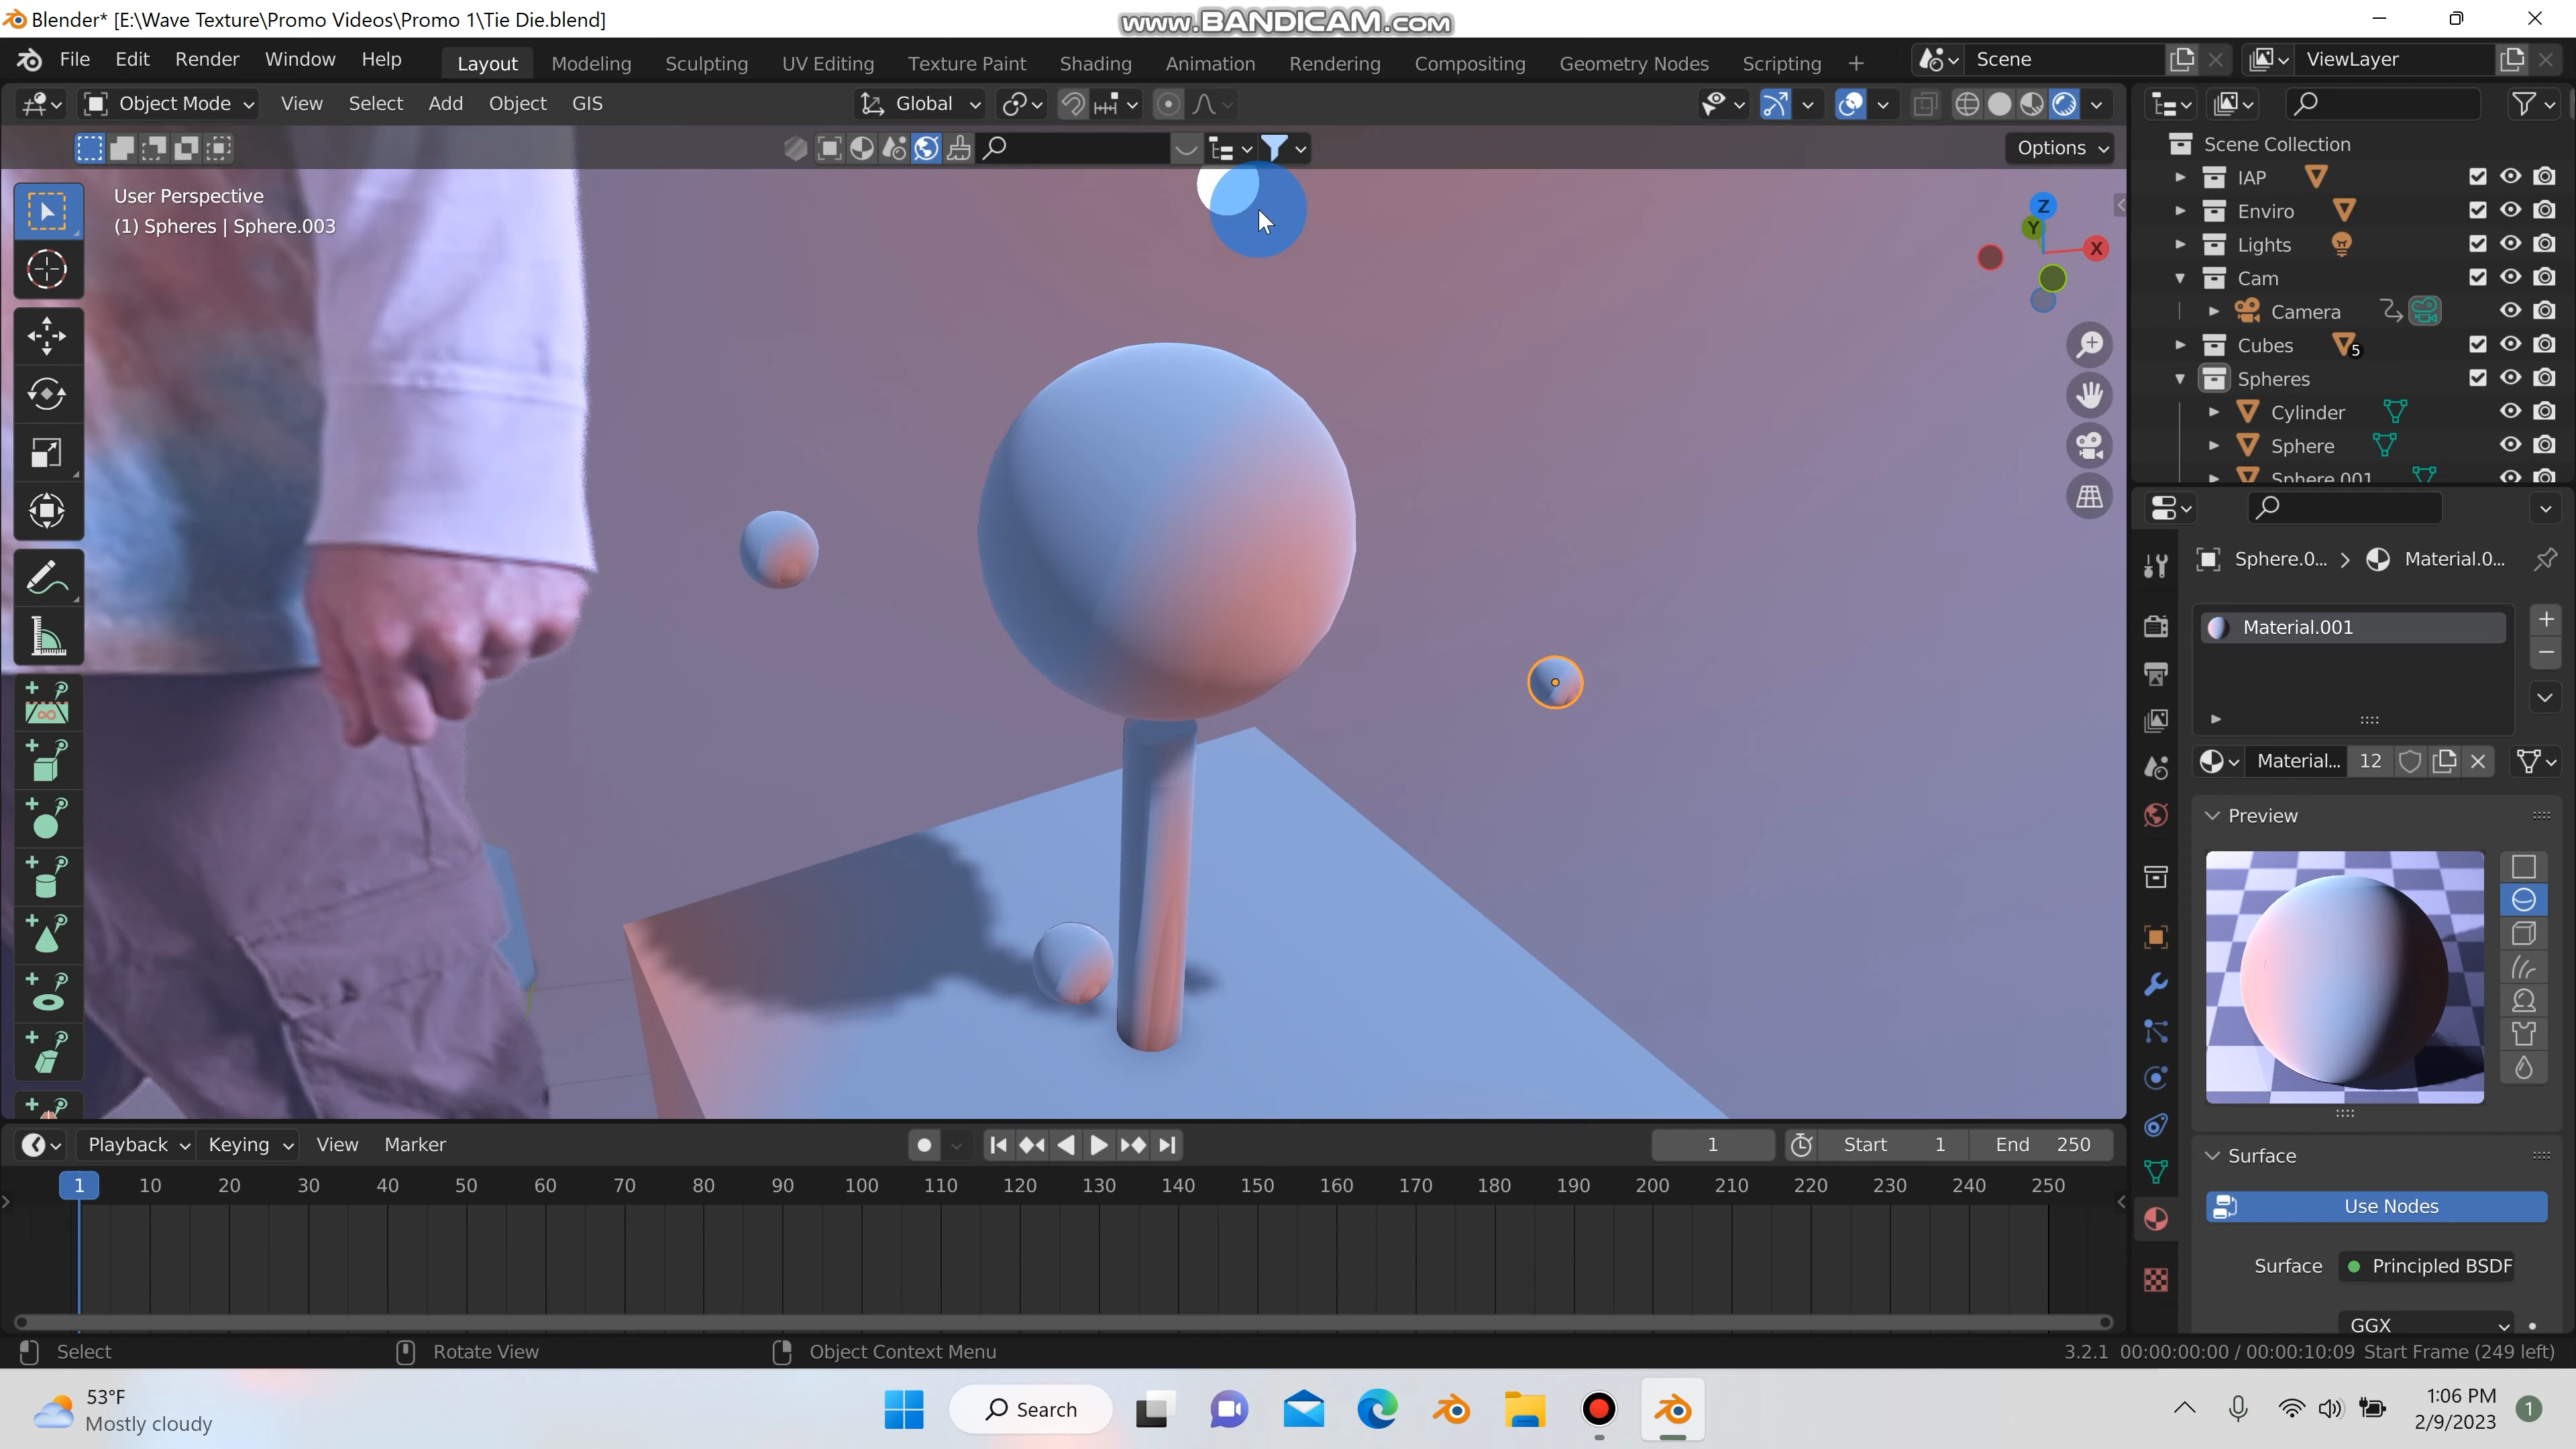 Blender* [E:\Wave Texture\Promo Videos\Promo 1\Tie Die.blend]
www.BANDICAM.com
File Edit Render Window Help
Layout Modeling Sculpting UV Editing Texture Paint Shading Animation Rendering Compositing Geometry Nodes Scripting +
Scene ViewLayer
Object Mode View Select Add Object GIS
Global
Options
User Perspective
(1) Spheres | Sphere.003
Z
Y
X
Scene Collection
IAP
Enviro
Lights
Cam
Camera
Cubes 5
Spheres
Cylinder
Sphere
Sphere.001
Sphere.0... > Material.0...
Material.001
Material... 12
Preview
Surface
Use Nodes
Surface Principled BSDF
GGX
Playback Keying View Marker
1 Start 1 End 250
1 10 20 30 40 50 60 70 80 90 100 110 120 130 140 150 160 170 180 190 200 210 220 230 240 250
Select Rotate View Object Context Menu
3.2.1 00:00:00:00 / 00:00:10:09 Start Frame (249 left)
53°F
Mostly cloudy
Search
1:06 PM
2/9/2023
1